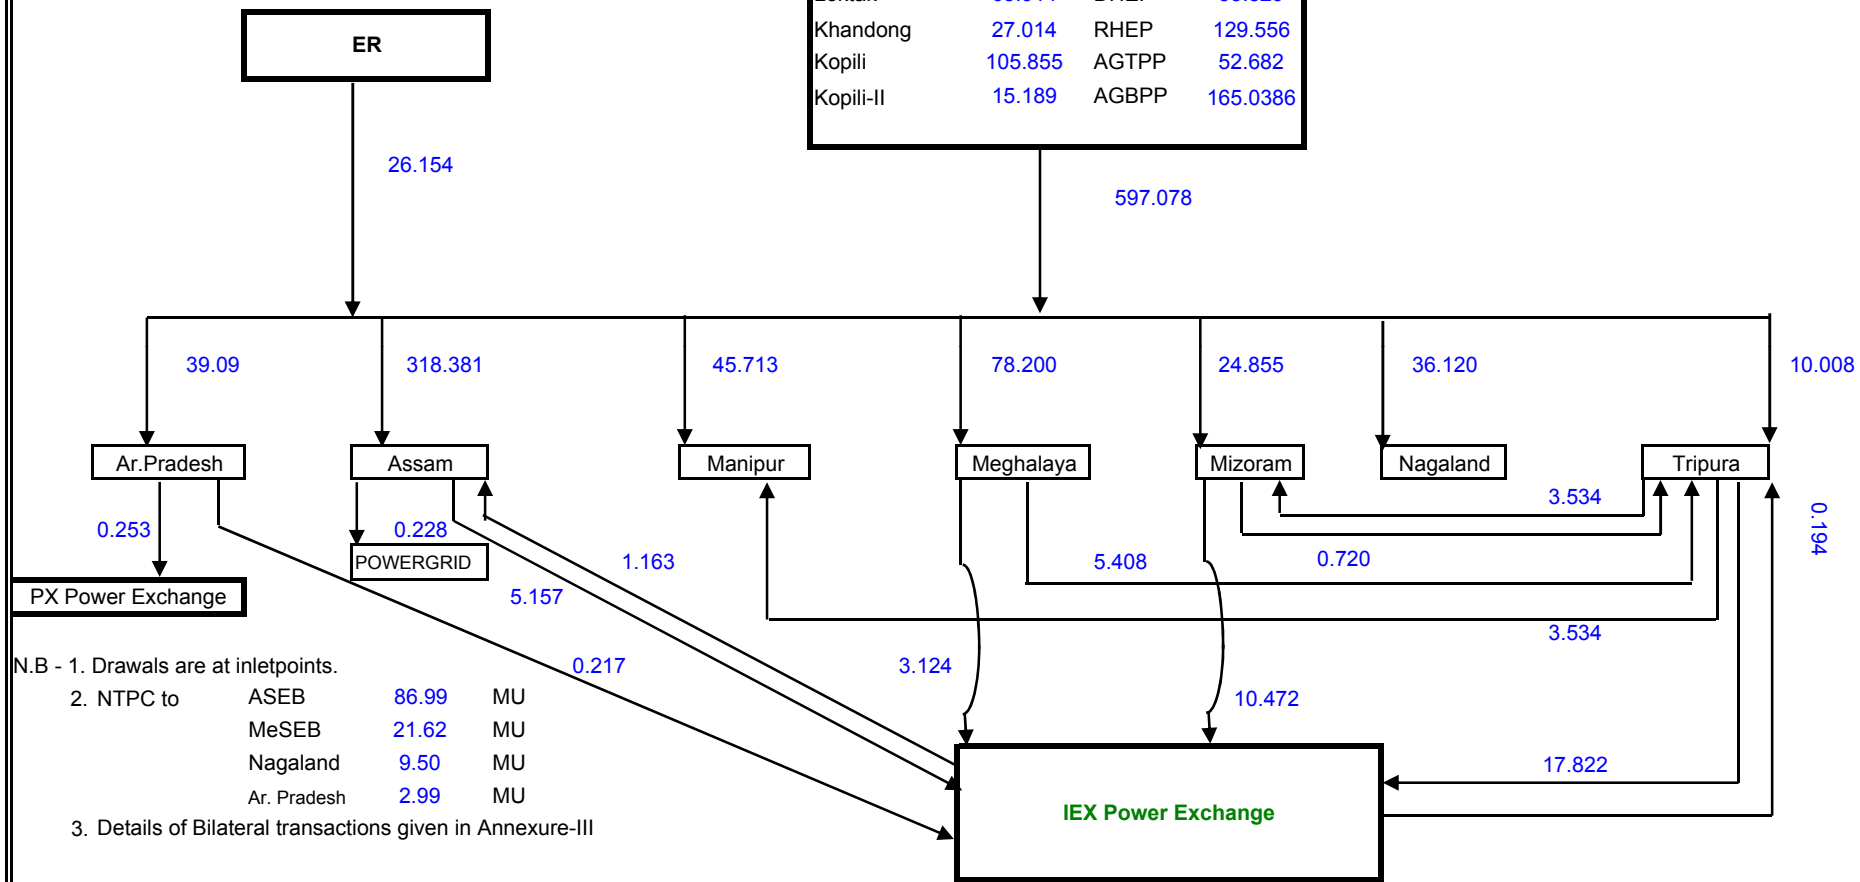 ER
Khandong 27.014 RHEP 129.556
Kopili 105.855 AGTPP 52.682
Kopili-II 15.189 AGBPP 165.0386
26.154
597.078
39.09 318.381 45.713 78.200 24.855 36.120 10.008
Ar.Pradesh Assam Manipur Meghalaya Mizoram Nagaland Tripura
3.534
0.253 0.228 0.194
1.163 5.408 0.720
POWERGRID
PX Power Exchange 5.157
3.534
N.B - 1. Drawals are at inletpoints. 0.217 3.124
2. NTPC to ASEB 86.99 MU 10.472
MeSEB 21.62 MU
Nagaland 9.50 MU 17.822
Ar. Pradesh 2.99 MU
IEX Power Exchange
3. Details of Bilateral transactions given in Annexure-III